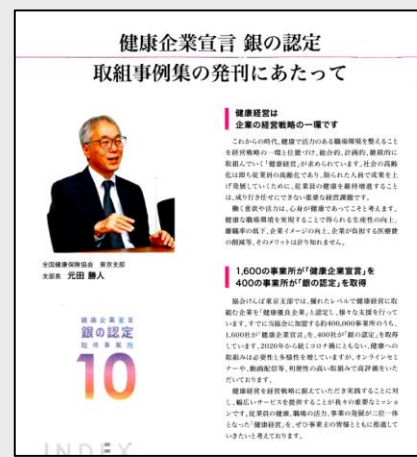 健康企業宣言 銀の認定
取組事例集の発刊にあたって
健康経営は
企業の経営戦略の一環です
これからの時代、健康で活力のある職場環境を整えること
を経営戦略の一環と位置づけ、総合的、計画的、継続的に
取組んでいく「健康経営」が求められています。社会の高齢
化は即ち従業員の高齢化であり、限られた人員で成果を上
げ発展していくために、従業員の健康を維持増進すること
は、成り行き任せにできない重要な経営課題です。
働く意欲や活力は、心身が健康であってこそと考えます。
健康な職場環境を実現することで得られる生産性の向上、
離職率の低下、企業イメージの向上、企業が負担する医療費
の削減等、そのメリットは計り知れません。
全国健康保険協会 東京支部
支部長 元田 勝人
1,600の事業所が「健康企業宣言」を
400の事業所が「銀の認定」を取得
協会けんぽ東京支部では、優れたレベルで健康経営に取
組む企業を「健康優良企業」と認定し、様々な支援を行って
います。すでに当協会に加盟する約400,000事業所のうち、
1,600社が「健康企業宣言」を、400社が「銀の認定」を取得
しています。2020年から続くコロナ禍にともない、健康への
取組みは必要性と多様性を増していますが、オンラインセミ
ナーや、動画配信等、利便性の高い取組みで高評価をいた
だいております。
健康経営を経営戦略に据えていただき実践することに対
し、幅広いサービスを提供することが我々の重要なミッショ
ンです。従業員の健康、職場の活力、事業の発展が三位一体
となった「健康経営」を、ぜひ事業主の皆様とともに推進して
いきたいと考えております。
健康企業宣言
銀の認定
取得事業所
10
INDEX